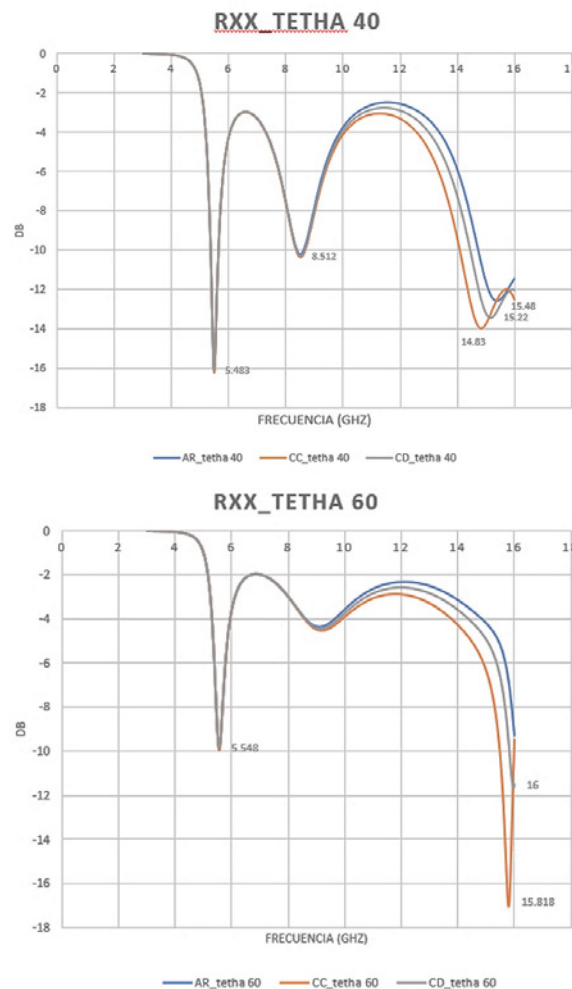 RXX_TETHA 40
0
0 2 4 6 8 10 12 14 16
-2
-4
-6
-8
-10
8.512
-12
15.48
15.22
-14
14.83
-16
5.483
-18
DB
FRECUENCIA (GHZ)
AR_tetha 40 CC_tetha 40 CD_tetha 40
RXX_TETHA 60
0
0 2 4 6 8 10 12 14 16
-2
-4
-6
-8
-10
5.548
16
-12
-14
-16
15.818
-18
DB
FRECUENCIA (GHZ)
AR_tetha 60 CC_tetha 60 CD_tetha 60